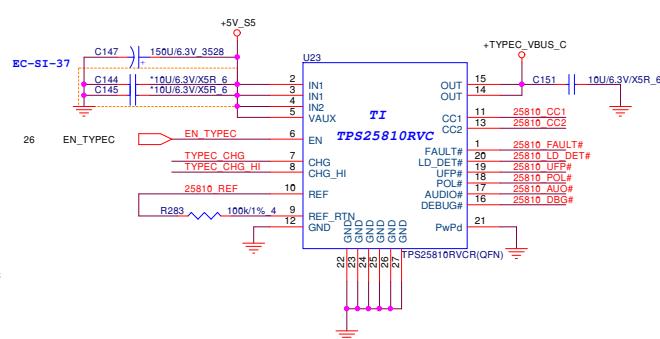 +5V_S5
C147 150U/6.3V_3528
+
EC-SI-37
C144 *10U/6.3V/X5R_6
C145 *10U/6.3V/X5R_6
U23
+TYPEC_VBUS_C
2 IN1
3 IN1
4 IN2
5 VAUX
OUT 15
OUT 14
C151 10U/6.3V/X5R_6
TI
TPS25810RVC
CC1 11 25810_CC1
CC2 13 25810_CC2
26 EN_TYPEC EN_TYPEC 6 EN
TYPEC_CHG 7 CHG
TYPEC_CHG_HI 8 CHG_HI
FAULT# 1 25810_FAULT#
LD_DET# 20 25810_LD_DET#
UFP# 19 25810_UFP#
POL# 18 25810_POL#
AUDIO# 17 25810_AUO#
DEBUG# 16 25810_DBG#
25810_REF 10 REF
R283 100k/1%_4 9 REF_RTN
12 GND
PwPd 21
GND GND GND GND GND GND
22 23 24 25 26 27
TPS25810RVCR(QFN)